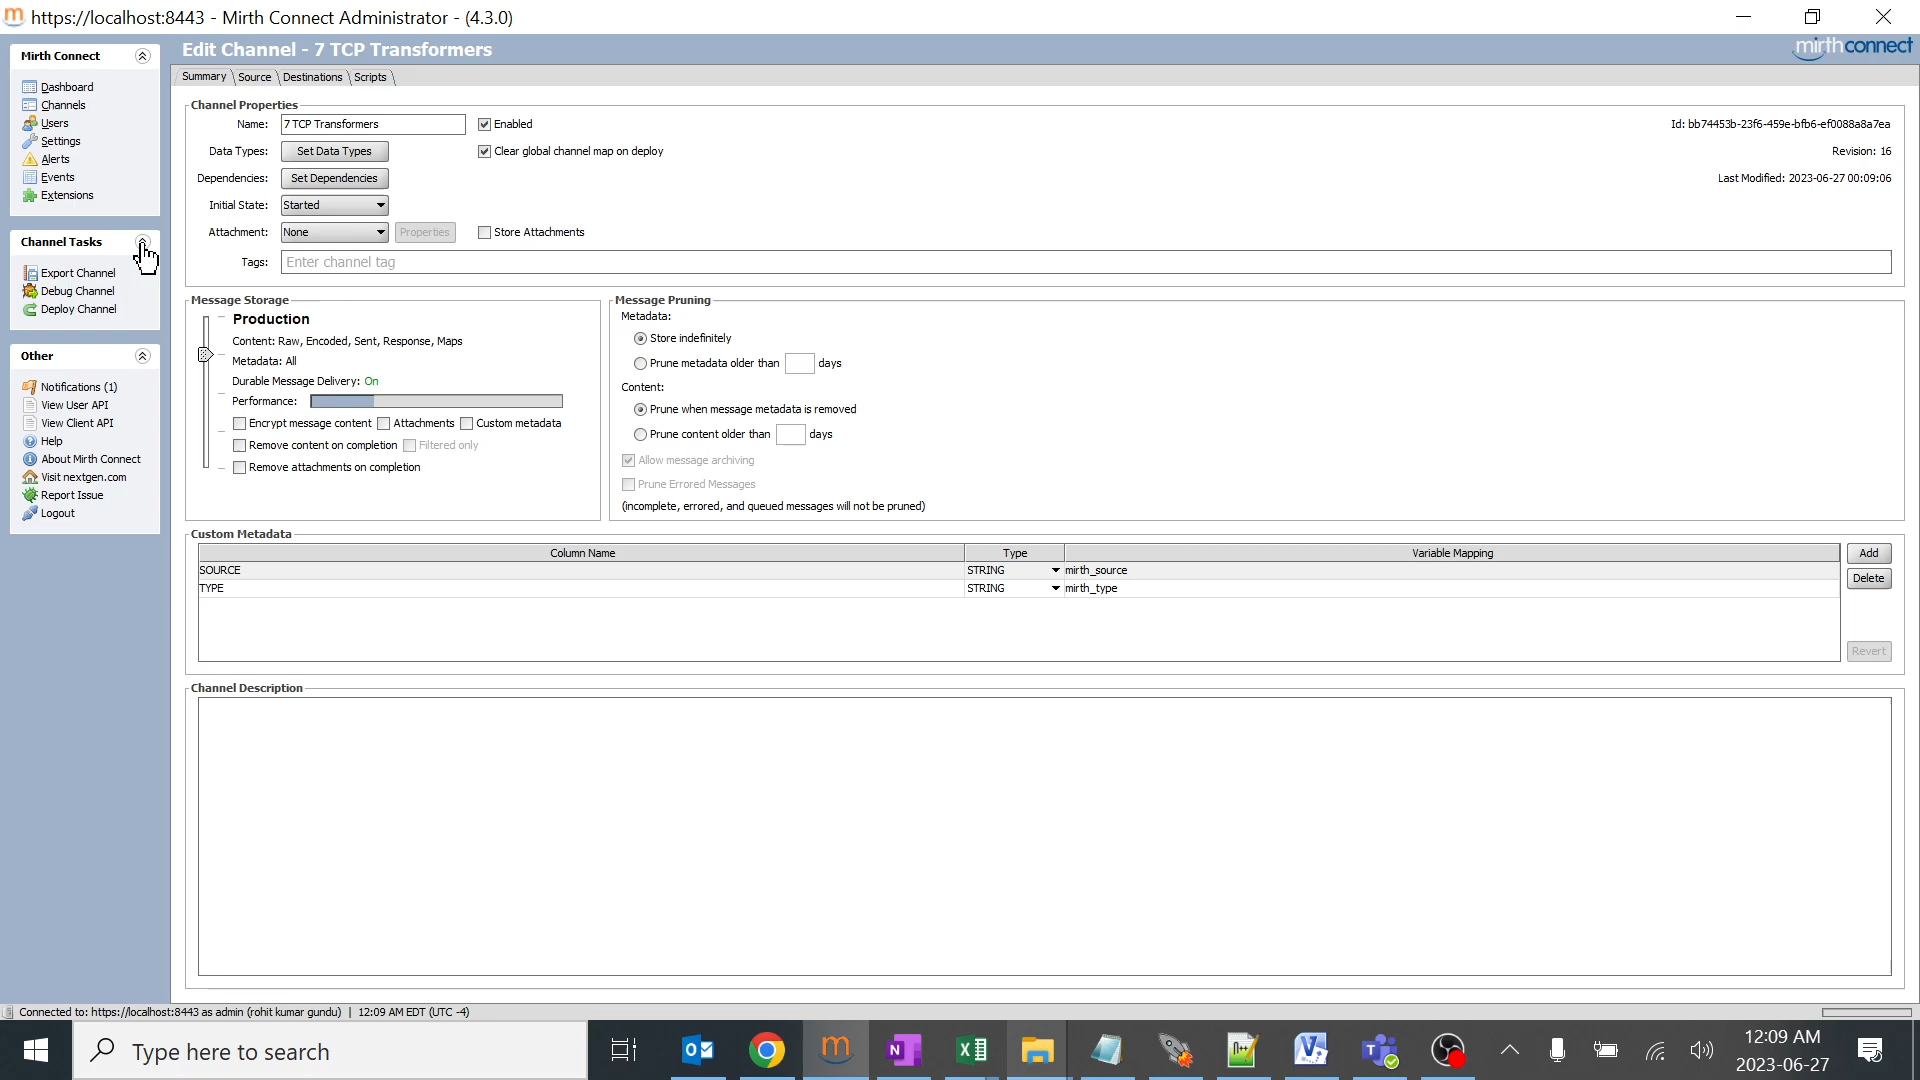 https://localhost:8443 - Mirth Connect Administrator - (4.3.0)
Mirth Connect
Edit Channel - 7 TCP Transformers
mirthconnect
Summary Source Destinations Scripts
Dashboard
Channels
Users
Settings
Alerts
Events
Extensions
Channel Tasks
Export Channel
Debug Channel
Deploy Channel
Other
Notifications (1)
View User API
View Client API
Help
About Mirth Connect
Visit nextgen.com
Report Issue
Logout
Channel Properties
Name: 7 TCP Transformers Enabled Id: bb74453b-23f6-459e-bfb6-ef0088a8a7ea
Data Types: Set Data Types Clear global channel map on deploy Revision: 16
Dependencies: Set Dependencies Last Modified: 2023-06-27 00:09:06
Initial State: Started
Attachment: None Properties Store Attachments
Tags: Enter channel tag
Message Storage
Production
Content: Raw, Encoded, Sent, Response, Maps
Metadata: All
Durable Message Delivery: On
Performance:
Encrypt message content Attachments Custom metadata
Remove content on completion Filtered only
Remove attachments on completion
Message Pruning
Metadata:
Store indefinitely
Prune metadata older than days
Content:
Prune when message metadata is removed
Prune content older than days
Allow message archiving
Prune Errored Messages
(incomplete, errored, and queued messages will not be pruned)
Custom Metadata
Column Name Type Variable Mapping
SOURCE STRING mirth_source
TYPE STRING mirth_type
Add
Delete
Revert
Channel Description
Connected to: https://localhost:8443 as admin (rohit kumar gundu) | 12:09 AM EDT (UTC -4)
Type here to search
12:09 AM
2023-06-27